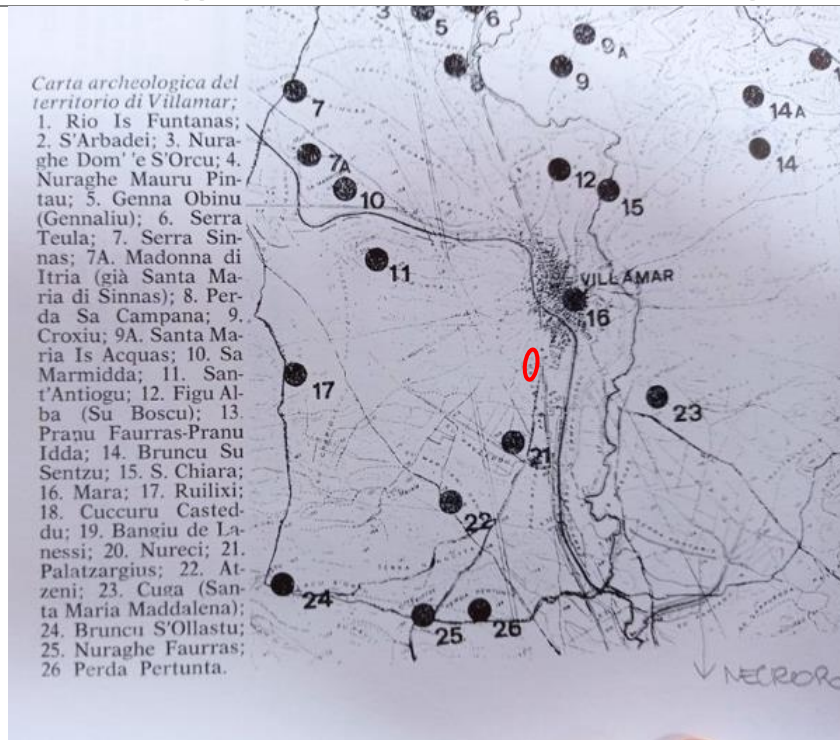 Carta archeologica del
territorio di Villamar;
1. Rio Is Funtanas;
2. S'Arbadei; 3. Nura-
ghe Dom' 'e S'Orcu; 4.
Nuraghe Mauru Pin-
tau; 5. Genna Obinu
(Gennaliu); 6. Serra
Teula; 7. Serra Sin-
nas; 7A. Madonna di
Itria (già Santa Ma-
ria di Sinnas); 8. Per-
da Sa Campana; 9.
Croxiu; 9A. Santa Ma-
ria Is Acquas; 10. Sa
Marmidda; 11. San-
t'Antiogu; 12. Figu Al-
ba (Su Boscu); 13.
Pranu Faurras-Pranu
Idda; 14. Bruncu Su
Sentzu; 15. S. Chiara;
16. Mara; 17. Ruilixi;
18. Cuccuru Casted-
du; 19. Bangiu de La-
nessi; 20. Nureci; 21.
Palatzargius; 22. At-
zeni; 23. Cuga (San-
ta Maria Maddalena);
24. Bruncu S'Ollastu;
25. Nuraghe Faurras;
26 Perda Pertunta.
3
5
6
9A
9
7
14A
7A
14
10
12
15
11
VILLAMAR
16
17
23
21
22
24
25
26